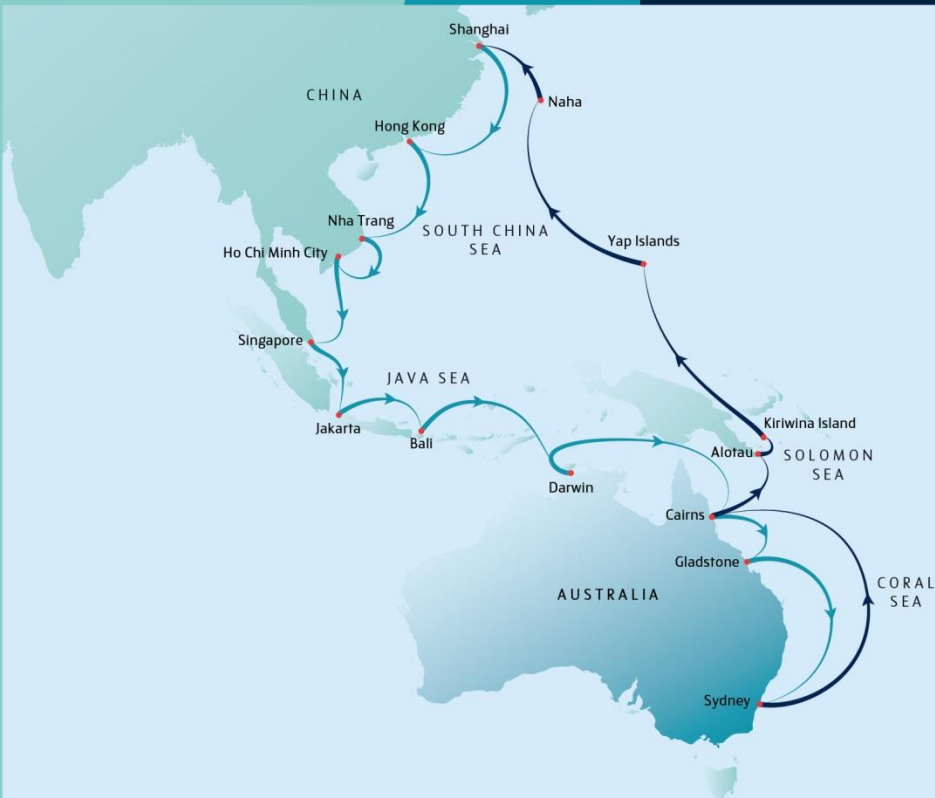 Shanghai
CHINA
Naha
Hong Kong
Nha Trang
SOUTH CHINA
SEA
Ho Chi Minh City
Yap Islands
Singapore
JAVA SEA
Jakarta
Bali
Kiriwina Island
Alotau
SOLOMON
SEA
Darwin
Cairns
Gladstone
CORAL
SEA
AUSTRALIA
Sydney